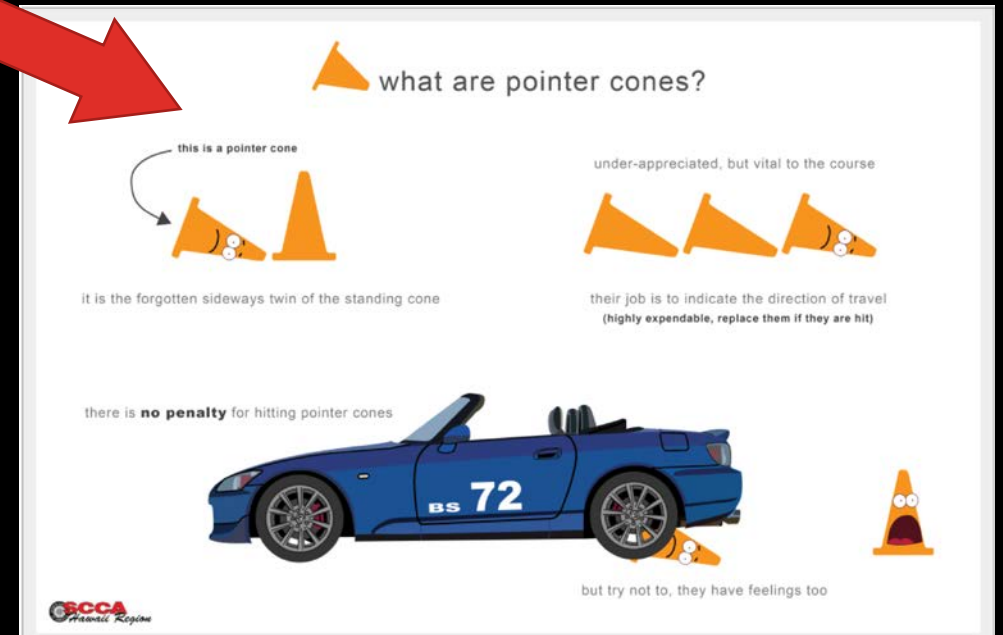 what are pointer cones?
this is a pointer cone
it is the forgotten sideways twin of the standing cone
under-appreciated, but vital to the course
their job is to indicate the direction of travel
(highly expendable, replace them if they are hit)
there is no penalty for hitting pointer cones
BS 72
but try not to, they have feelings too
SCCA
Hawaii Region